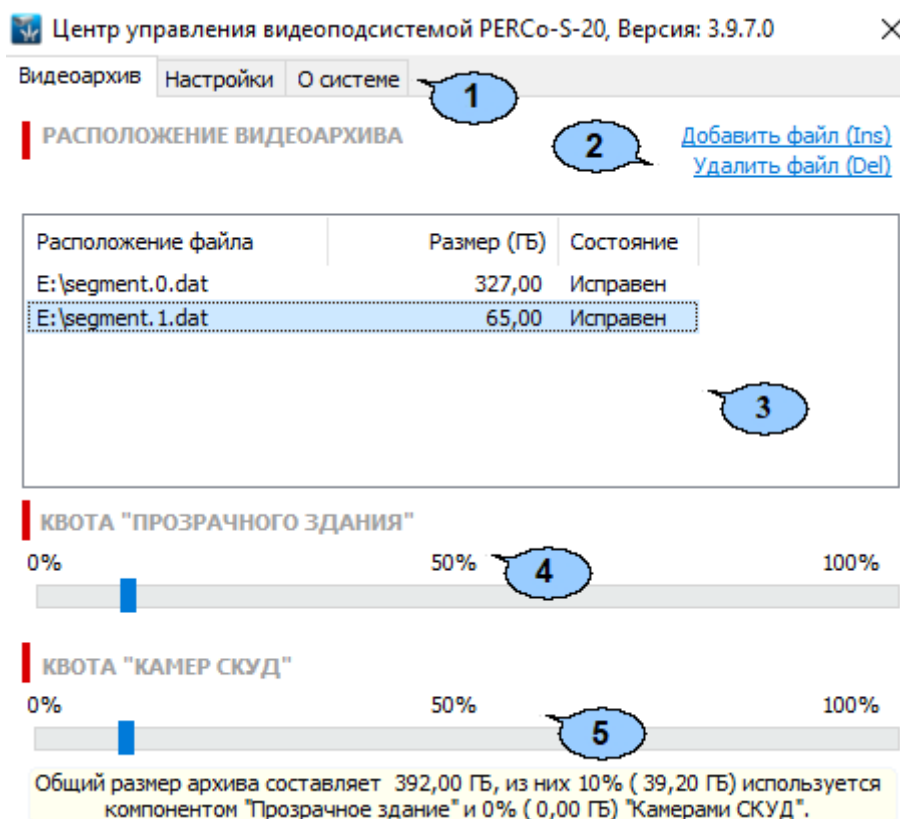 Центр управления видеоподсистемой PERCo-S-20, Версия: 3.9.7.0
Видеоархив Настройки О системе
1
РАСПОЛОЖЕНИЕ ВИДЕОАРХИВА
2
Добавить файл (Ins)
Удалить файл (Del)
Расположение файла Размер (ГБ) Состояние
E:\segment.0.dat 327,00 Исправен
E:\segment.1.dat 65,00 Исправен
3
КВОТА "ПРОЗРАЧНОГО ЗДАНИЯ"
0% 50% 100%
4
КВОТА "КАМЕР СКУД"
0% 50% 100%
5
Общий размер архива составляет 392,00 ГБ, из них 10% ( 39,20 ГБ) используется
компонентом "Прозрачное здание" и 0% ( 0,00 ГБ) "Камерами СКУД".